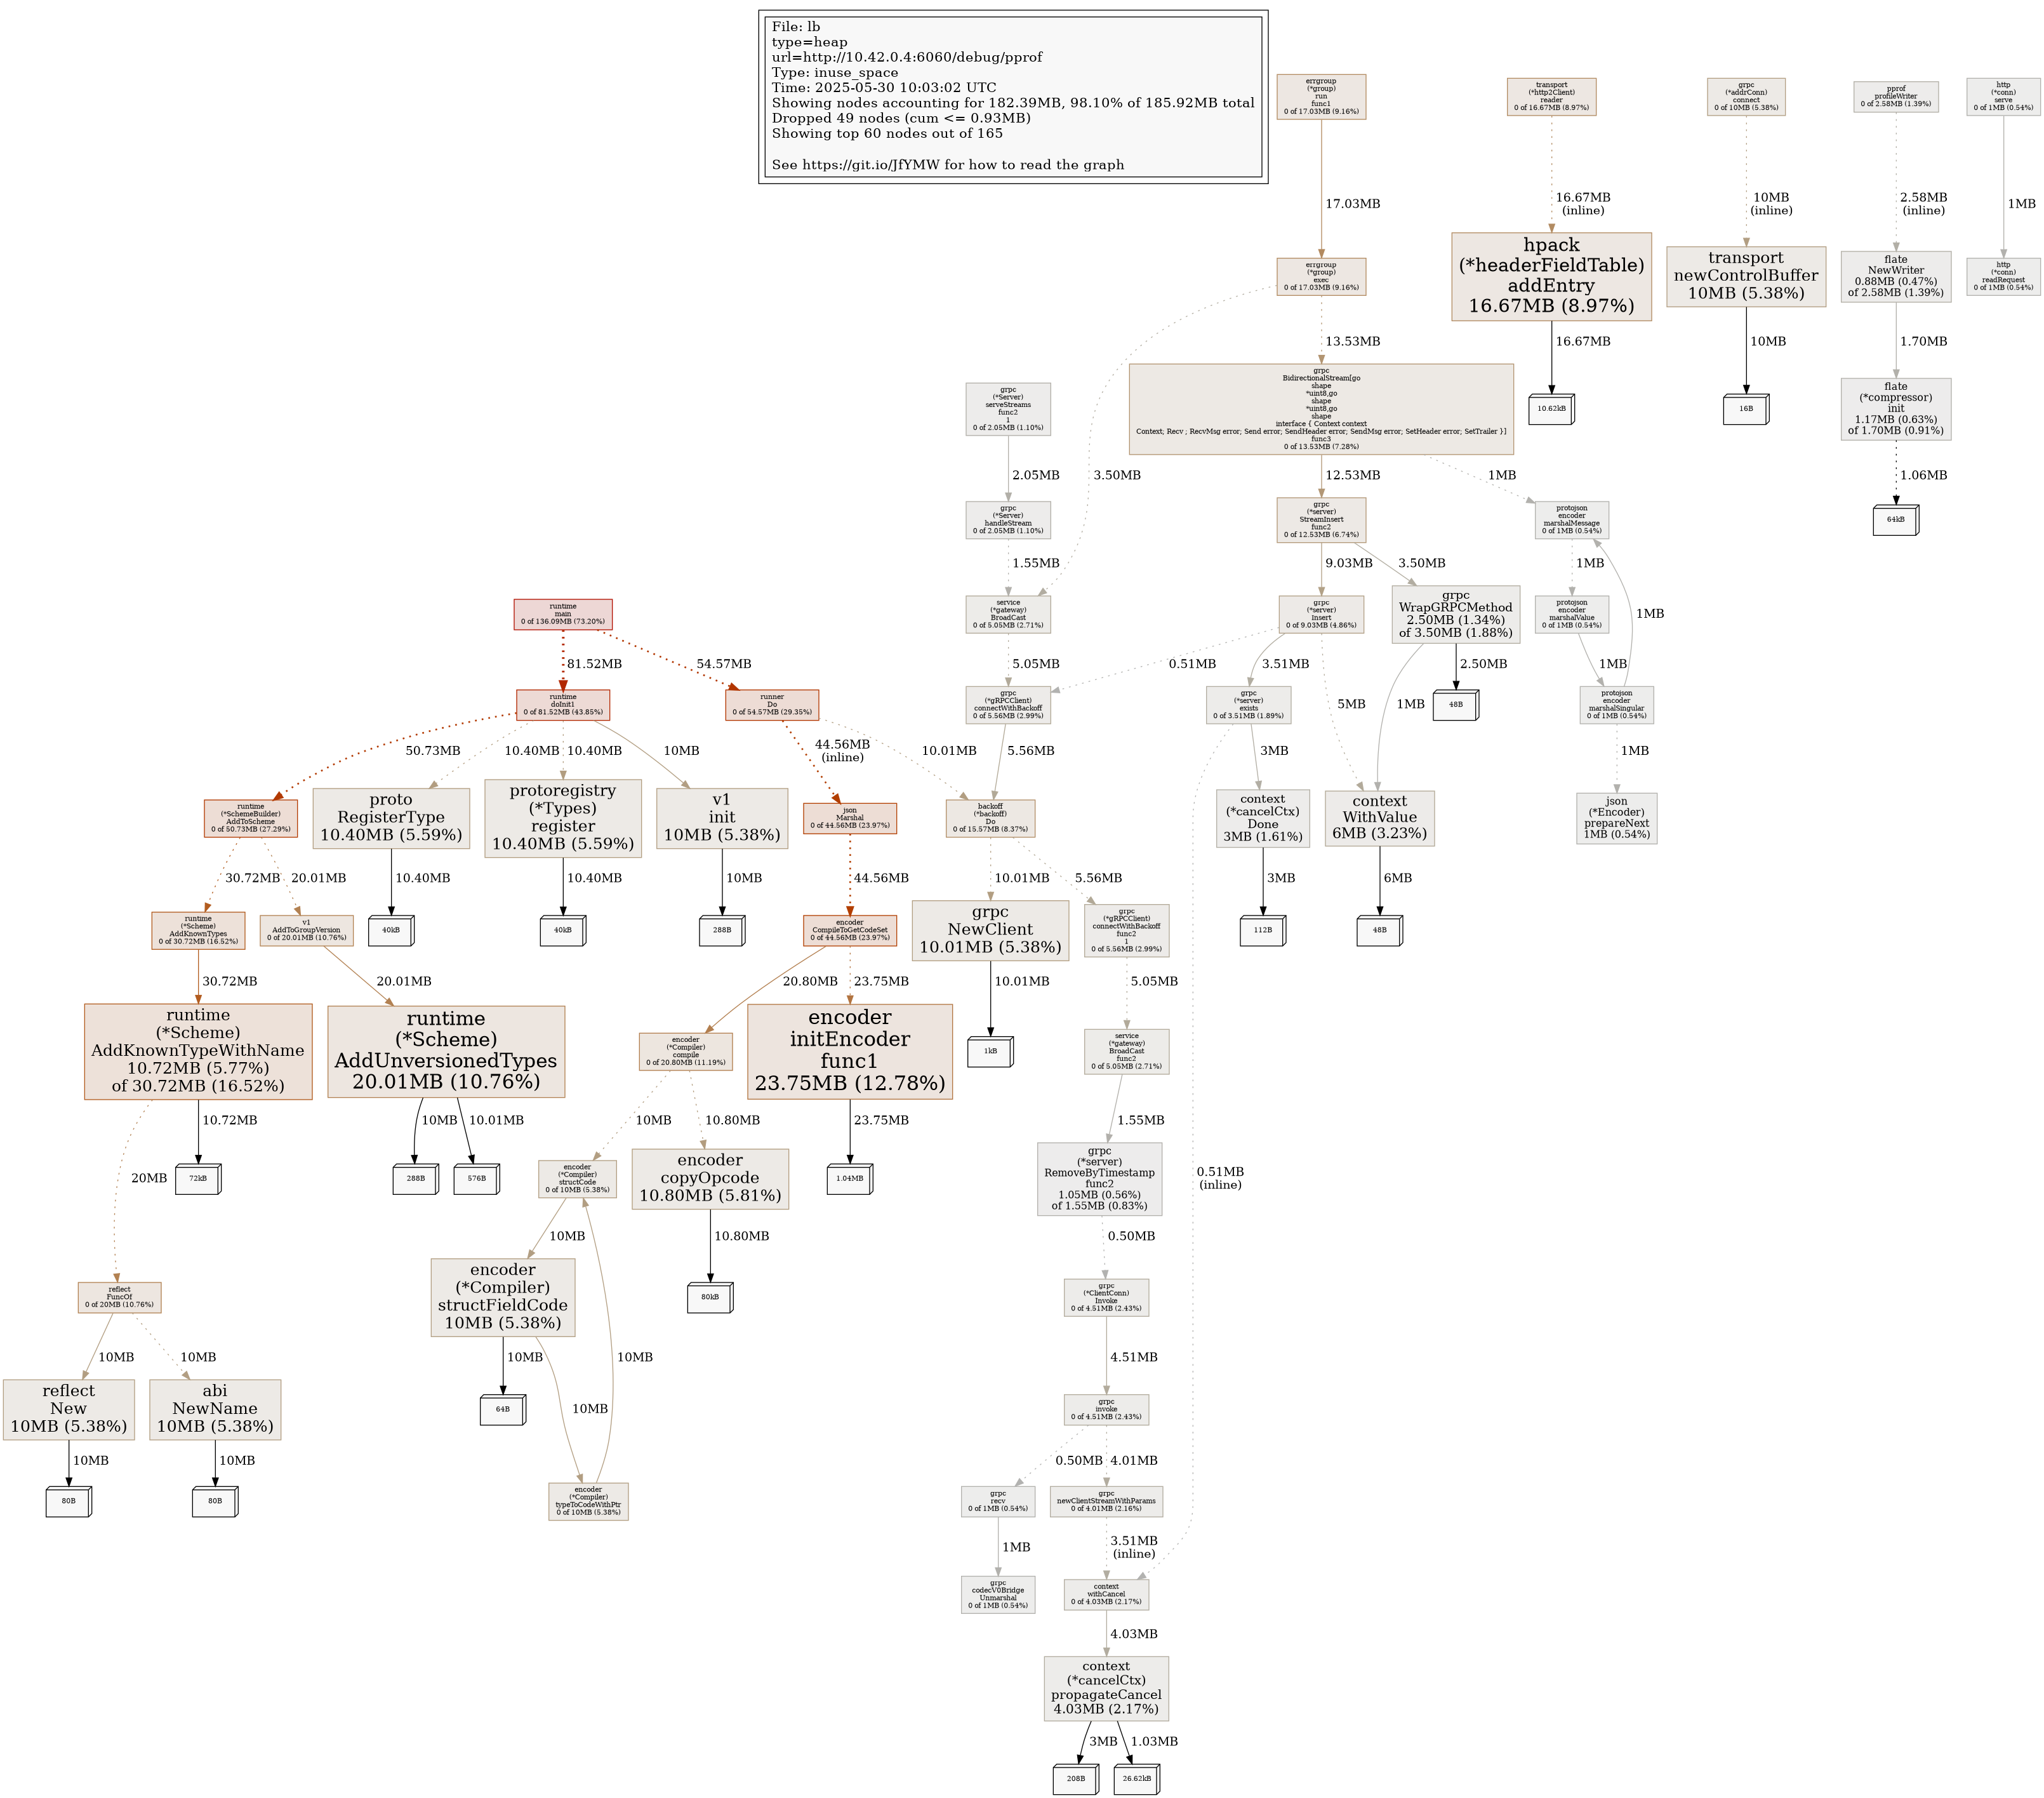 File: lb
type=heap
url=http://10.42.0.4:6060/debug/pprof
Type: inuse_space
Time: 2025-05-30 10:03:02 UTC
Showing nodes accounting for 182.39MB, 98.10% of 185.92MB total
Dropped 49 nodes (cum <= 0.93MB)
Showing top 60 nodes out of 165
See https://git.io/JfYMW for how to read the graph
errgroup
(*group)
run
func1
0 of 17.03MB (9.16%)
transport
(*http2Client)
reader
0 of 16.67MB (8.97%)
grpc
(*addrConn)
connect
0 of 10MB (5.38%)
pprof
profileWriter
0 of 2.58MB (1.39%)
http
(*conn)
serve
0 of 1MB (0.54%)
17.03MB
16.67MB
(inline)
10MB
(inline)
2.58MB
(inline)
1MB
errgroup
(*group)
exec
0 of 17.03MB (9.16%)
hpack
(*headerFieldTable)
addEntry
16.67MB (8.97%)
transport
newControlBuffer
10MB (5.38%)
flate
NewWriter
0.88MB (0.47%)
of 2.58MB (1.39%)
http
(*conn)
readRequest
0 of 1MB (0.54%)
13.53MB
16.67MB
10MB
1.70MB
grpc
(*Server)
serveStreams
func2
1
0 of 2.05MB (1.10%)
grpc
BidirectionalStream[go
shape
*uint8,go
shape
*uint8,go
shape
interface { Context context
Context; Recv ; RecvMsg error; Send error; SendHeader error; SendMsg error; SetHeader error; SetTrailer }]
func3
0 of 13.53MB (7.28%)
10.62kB
16B
flate
(*compressor)
init
1.17MB (0.63%)
of 1.70MB (0.91%)
2.05MB
3.50MB
12.53MB
1MB
1.06MB
grpc
(*Server)
handleStream
0 of 2.05MB (1.10%)
grpc
(*server)
StreamInsert
func2
0 of 12.53MB (6.74%)
protojson
encoder
marshalMessage
0 of 1MB (0.54%)
64kB
1.55MB
9.03MB
3.50MB
1MB
runtime
main
0 of 136.09MB (73.20%)
service
(*gateway)
BroadCast
0 of 5.05MB (2.71%)
grpc
(*server)
Insert
0 of 9.03MB (4.86%)
grpc
WrapGRPCMethod
2.50MB (1.34%)
of 3.50MB (1.88%)
protojson
encoder
marshalValue
0 of 1MB (0.54%)
1MB
81.52MB
54.57MB
5.05MB
0.51MB
3.51MB
5MB
1MB
2.50MB
1MB
runtime
doInit1
0 of 81.52MB (43.85%)
runner
Do
0 of 54.57MB (29.35%)
grpc
(*gRPCClient)
connectWithBackoff
0 of 5.56MB (2.99%)
grpc
(*server)
exists
0 of 3.51MB (1.89%)
48B
protojson
encoder
marshalSingular
0 of 1MB (0.54%)
50.73MB
10.40MB
10.40MB
10MB
44.56MB
(inline)
10.01MB
5.56MB
3MB
1MB
runtime
(*SchemeBuilder)
AddToScheme
0 of 50.73MB (27.29%)
proto
RegisterType
10.40MB (5.59%)
protoregistry
(*Types)
register
10.40MB (5.59%)
v1
init
10MB (5.38%)
json
Marshal
0 of 44.56MB (23.97%)
backoff
(*backoff)
Do
0 of 15.57MB (8.37%)
context
(*cancelCtx)
Done
3MB (1.61%)
context
WithValue
6MB (3.23%)
json
(*Encoder)
prepareNext
1MB (0.54%)
30.72MB
20.01MB
10.40MB
10.40MB
10MB
44.56MB
10.01MB
5.56MB
3MB
6MB
runtime
(*Scheme)
AddKnownTypes
0 of 30.72MB (16.52%)
v1
AddToGroupVersion
0 of 20.01MB (10.76%)
40kB
40kB
288B
encoder
CompileToGetCodeSet
0 of 44.56MB (23.97%)
grpc
NewClient
10.01MB (5.38%)
grpc
(*gRPCClient)
connectWithBackoff
func2
1
0 of 5.56MB (2.99%)
112B
48B
30.72MB
20.01MB
20.80MB
23.75MB
10.01MB
5.05MB
runtime
(*Scheme)
AddKnownTypeWithName
10.72MB (5.77%)
of 30.72MB (16.52%)
runtime
(*Scheme)
AddUnversionedTypes
20.01MB (10.76%)
encoder
(*Compiler)
compile
0 of 20.80MB (11.19%)
encoder
initEncoder
func1
23.75MB (12.78%)
1kB
service
(*gateway)
BroadCast
func2
0 of 5.05MB (2.71%)
20MB
10.72MB
10MB
10.01MB
10MB
10.80MB
23.75MB
1.55MB
72kB
288B
576B
encoder
(*Compiler)
structCode
0 of 10MB (5.38%)
encoder
copyOpcode
10.80MB (5.81%)
1.04MB
grpc
(*server)
RemoveByTimestamp
func2
1.05MB (0.56%)
of 1.55MB (0.83%)
0.51MB
(inline)
10MB
10.80MB
0.50MB
reflect
FuncOf
0 of 20MB (10.76%)
encoder
(*Compiler)
structFieldCode
10MB (5.38%)
80kB
grpc
(*ClientConn)
Invoke
0 of 4.51MB (2.43%)
10MB
10MB
10MB
10MB
4.51MB
reflect
New
10MB (5.38%)
abi
NewName
10MB (5.38%)
64B
10MB
grpc
invoke
0 of 4.51MB (2.43%)
10MB
10MB
0.50MB
4.01MB
80B
80B
encoder
(*Compiler)
typeToCodeWithPtr
0 of 10MB (5.38%)
grpc
recv
0 of 1MB (0.54%)
grpc
newClientStreamWithParams
0 of 4.01MB (2.16%)
1MB
3.51MB
(inline)
grpc
codecV0Bridge
Unmarshal
0 of 1MB (0.54%)
context
withCancel
0 of 4.03MB (2.17%)
4.03MB
context
(*cancelCtx)
propagateCancel
4.03MB (2.17%)
3MB
1.03MB
208B
26.62kB